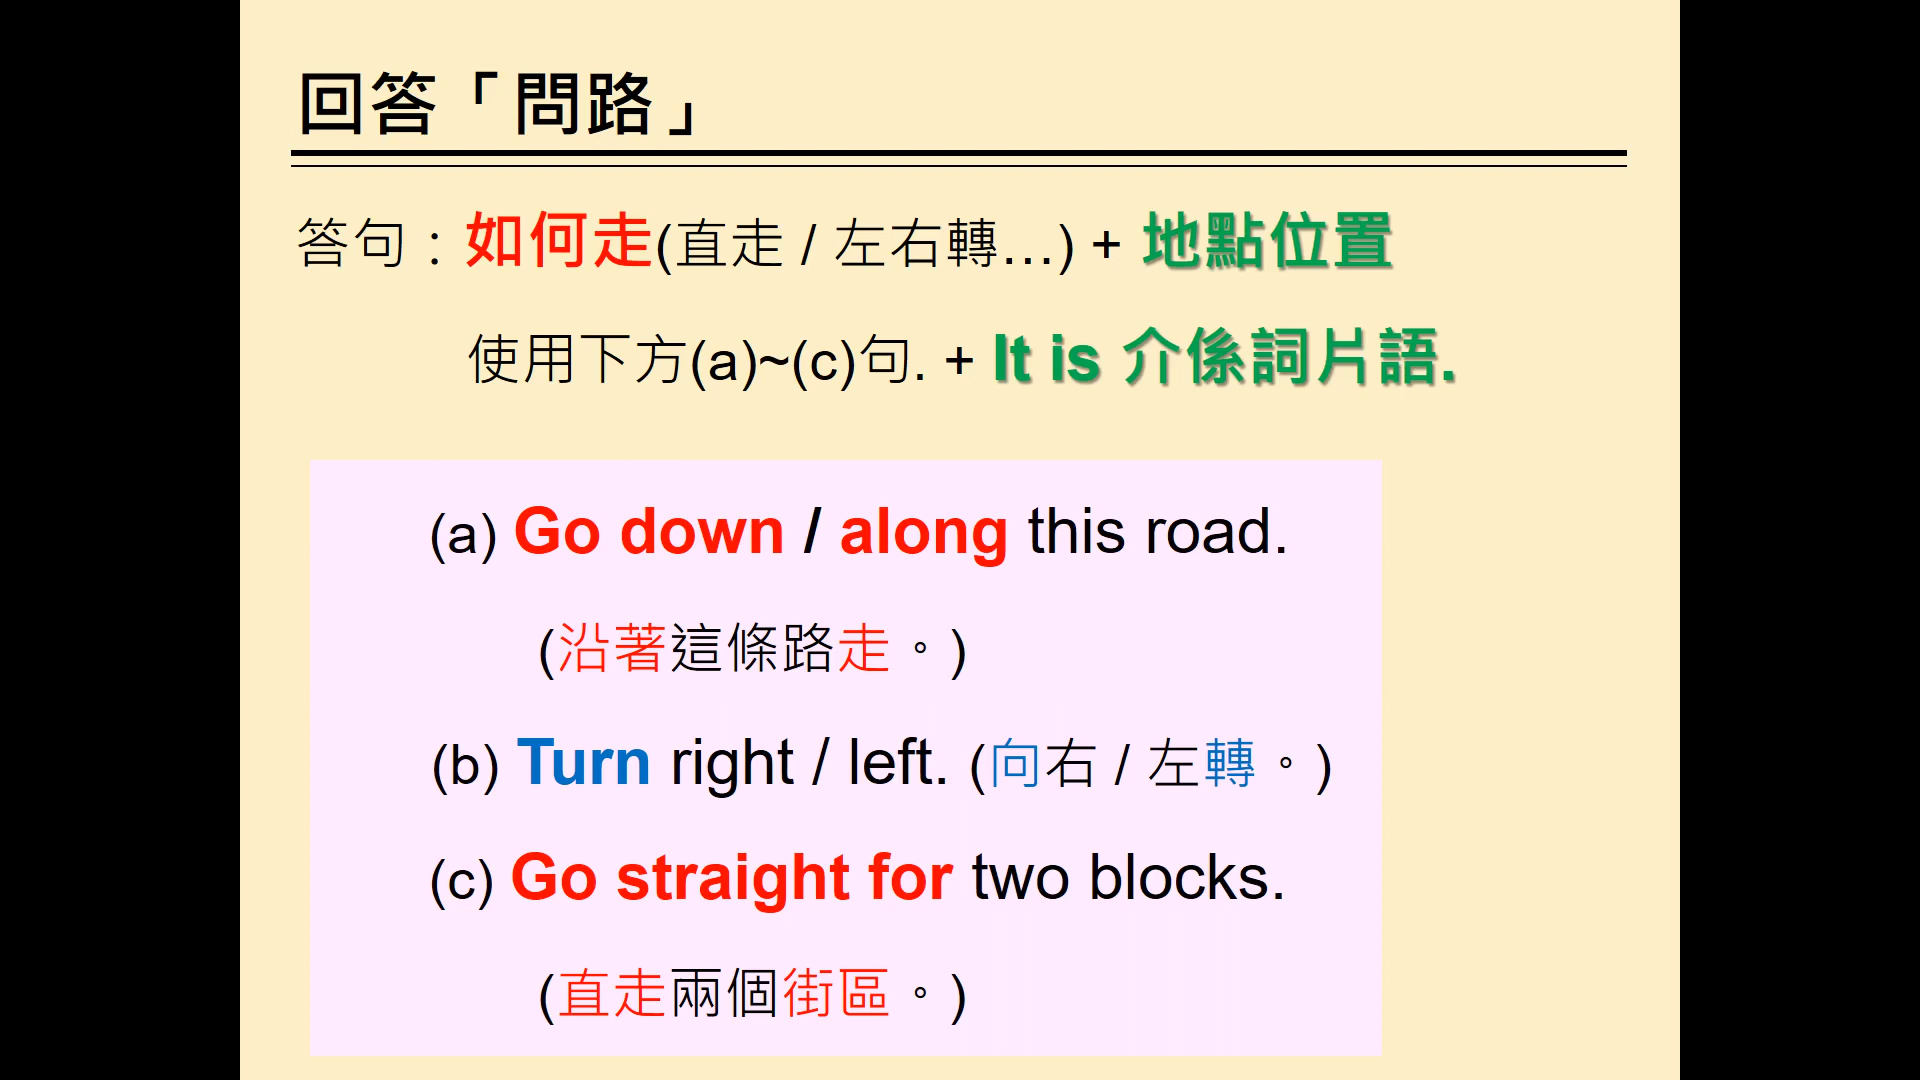 回答「問路」
答句：如何走(直走 / 左右轉…) + 地點位置
使用下方(a)~(c)句. + It is 介係詞片語.
(a) Go down / along this road.
(沿著這條路走。)
(b) Turn right / left. (向右 / 左轉。)
(c) Go straight for two blocks.
(直走兩個街區。)